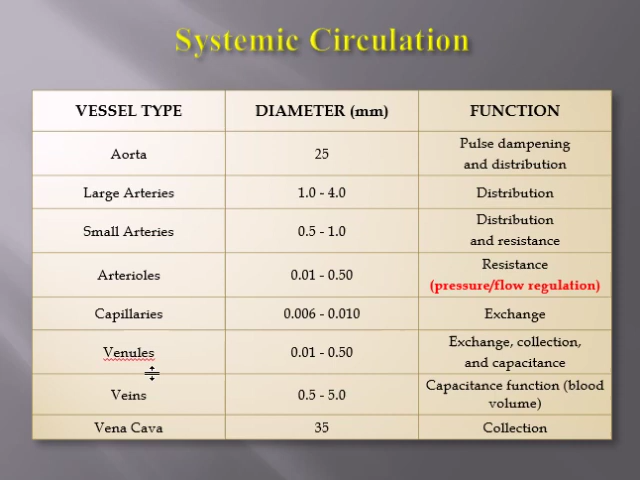 Systemic Circulation
VESSEL TYPE DIAMETER (mm) FUNCTION
Aorta 25 Pulse dampening
and distribution
Large Arteries 1.0 - 4.0 Distribution
Small Arteries 0.5 - 1.0 Distribution
and resistance
Arterioles 0.01 - 0.50 Resistance
(pressure/flow regulation)
Capillaries 0.006 - 0.010 Exchange
Venules 0.01 - 0.50 Exchange, collection,
and capacitance
Veins 0.5 - 5.0 Capacitance function (blood
volume)
Vena Cava 35 Collection